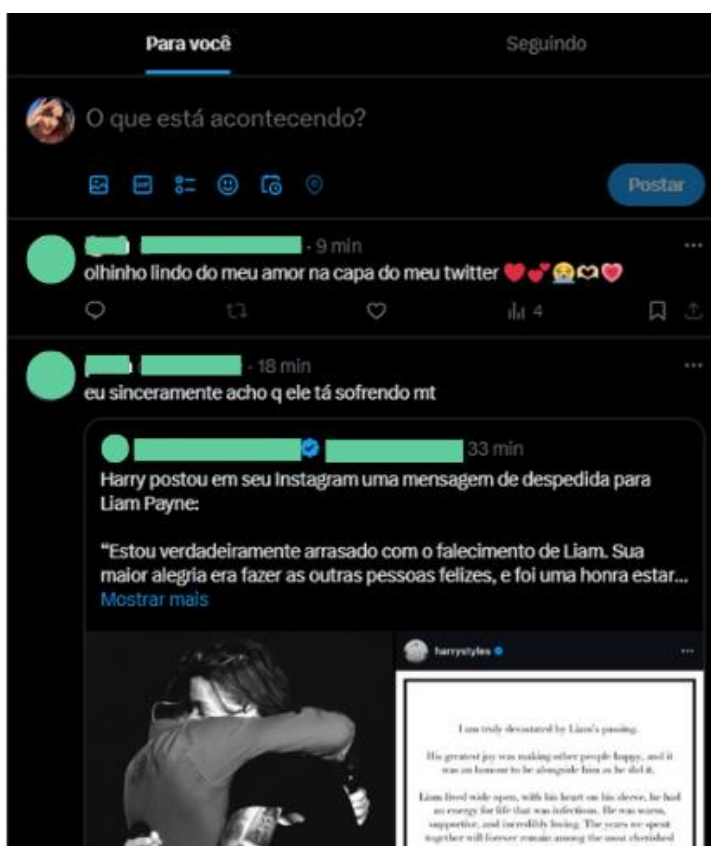 Para você
Seguindo
O que está acontecendo?
GIF
Postar
· 9 min
olhinho lindo do meu amor na capa do meu twitter ❤️💕😭🫶💗
4
· 18 min
eu sinceramente acho q ele tá sofrendo mt
33 min
Harry postou em seu Instagram uma mensagem de despedida para
Liam Payne:
“Estou verdadeiramente arrasado com o falecimento de Liam. Sua
maior alegria era fazer as outras pessoas felizes, e foi uma honra estar...
Mostrar mais
harrystyles
I am truly devastated by Liam's passing.
His greatest joy was making other people happy, and it
was an honour to be alongside him as he did it.
Liam lived wide open, with his heart on his sleeve, he had
an energy for life that was infectious. He was warm,
supportive, and incredibly loving. The years we spent
together will forever remain among the most cherished